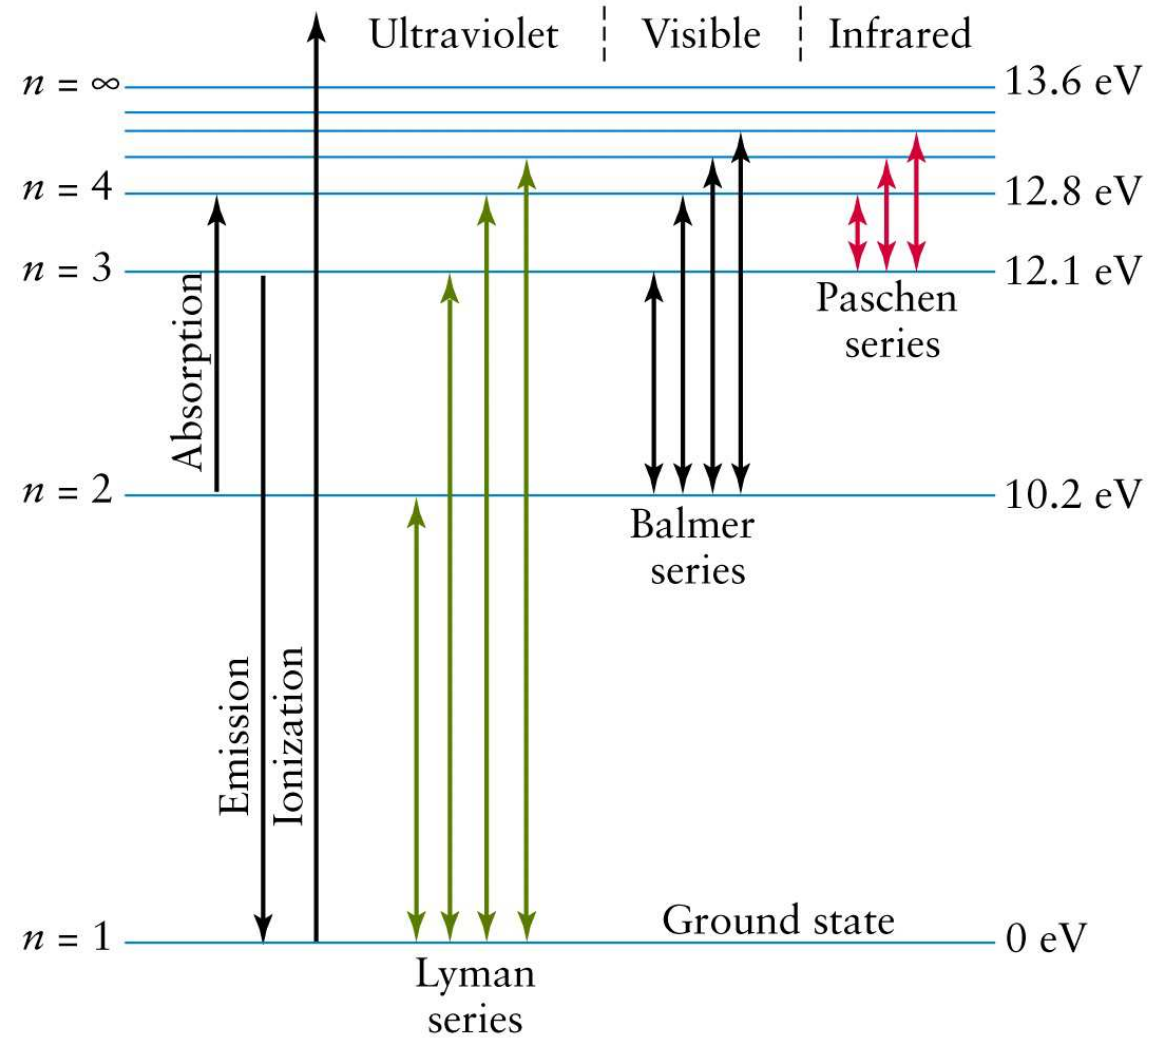 Ultraviolet Visible Infrared
n = ∞ 13.6 eV
n = 4 12.8 eV
n = 3 12.1 eV
Paschen
series
Absorption
n = 2 10.2 eV
Balmer
series
Emission
Ionization
Ground state
n = 1 0 eV
Lyman
series